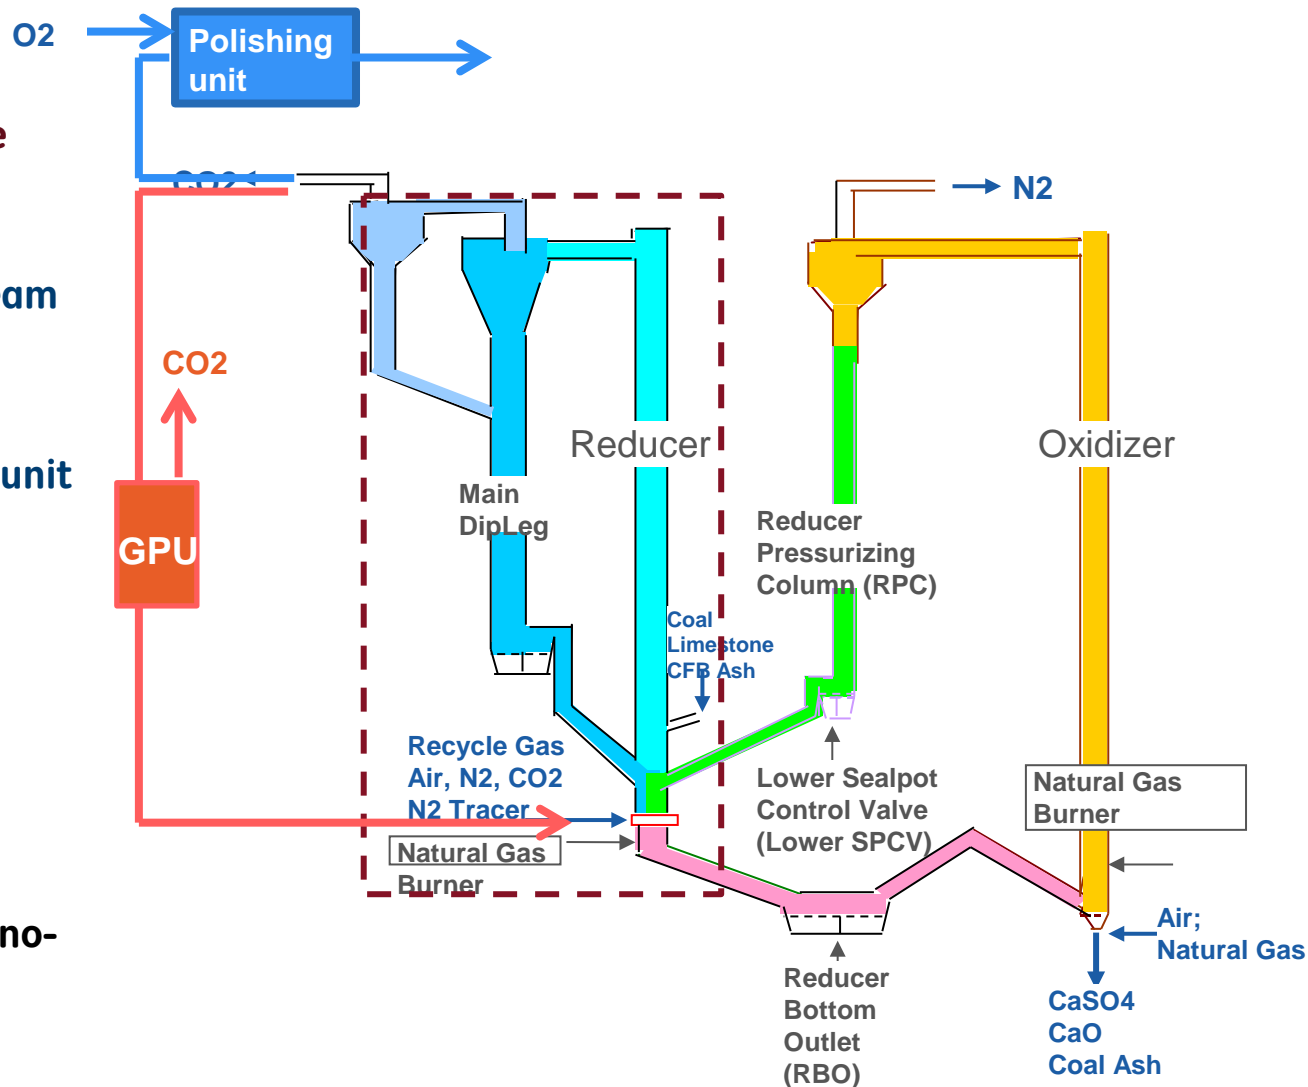 O2
Polishing
unit
e
CO2
N2
eam
CO2
Reducer
Oxidizer
unit
Main
DipLeg
Reducer
Pressurizing
Column (RPC)
GPU
Coal
Limestone
CFB Ash
Recycle Gas
Air, N2, CO2
N2 Tracer
Lower Sealpot
Control Valve
(Lower SPCV)
Natural Gas
Burner
Natural Gas
Burner
no-
Air;
Natural Gas
Reducer
Bottom
Outlet
(RBO)
CaSO4
CaO
Coal Ash